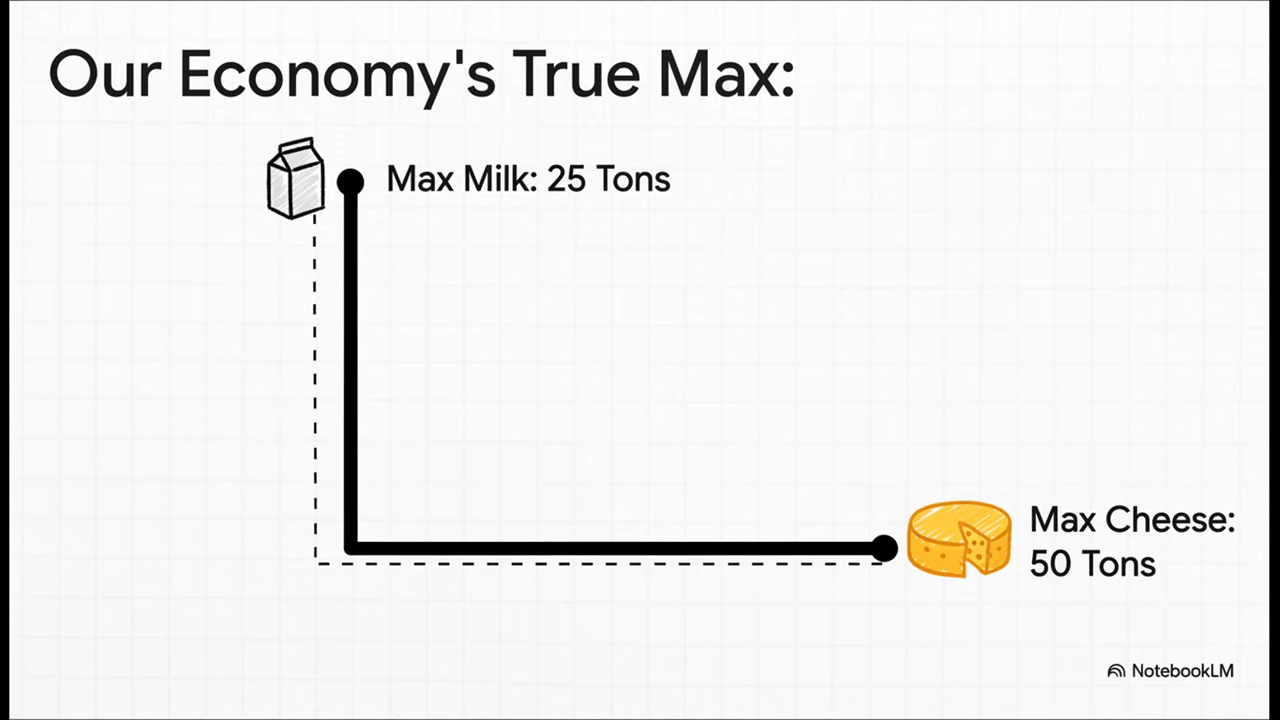 Our Economy's True Max:
Max Milk: 25 Tons
Max Cheese:
50 Tons
NotebookLM